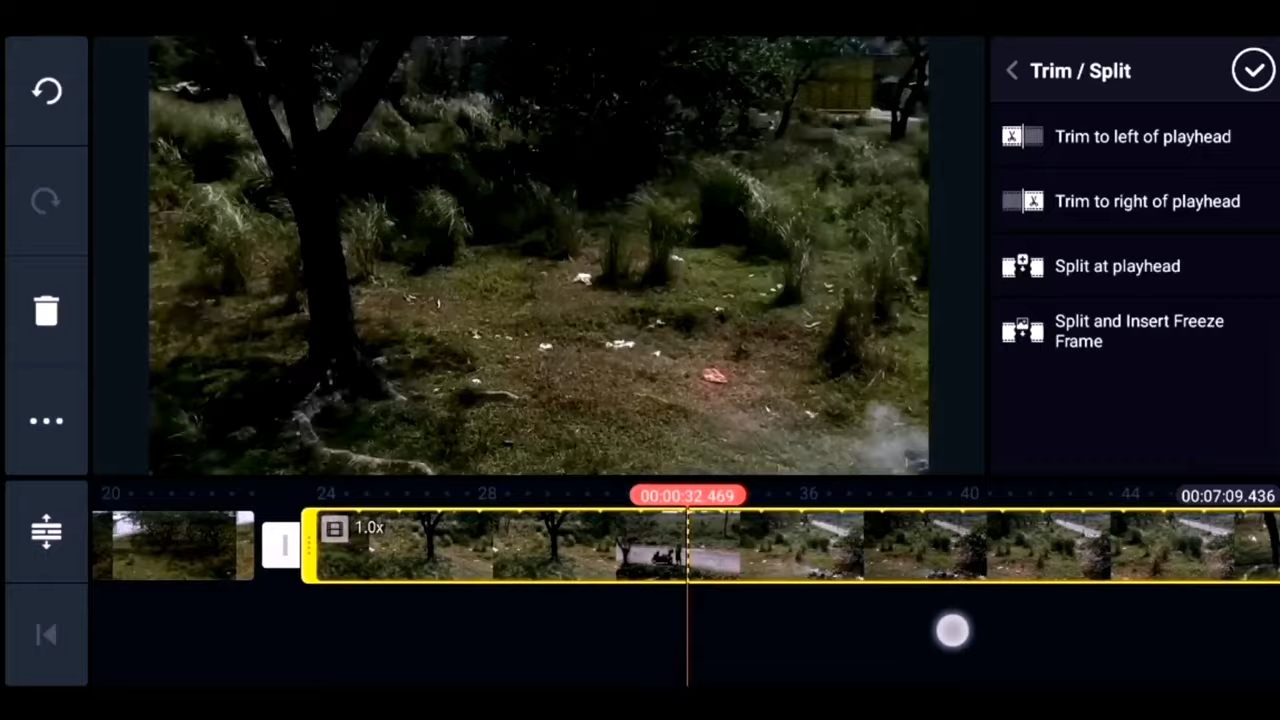 Trim / Split
Trim to left of playhead
Trim to right of playhead
Split at playhead
Split and Insert Freeze
Frame
20
24
28
00:00:32.469
36
40
44
00:07:09.436
1.0x